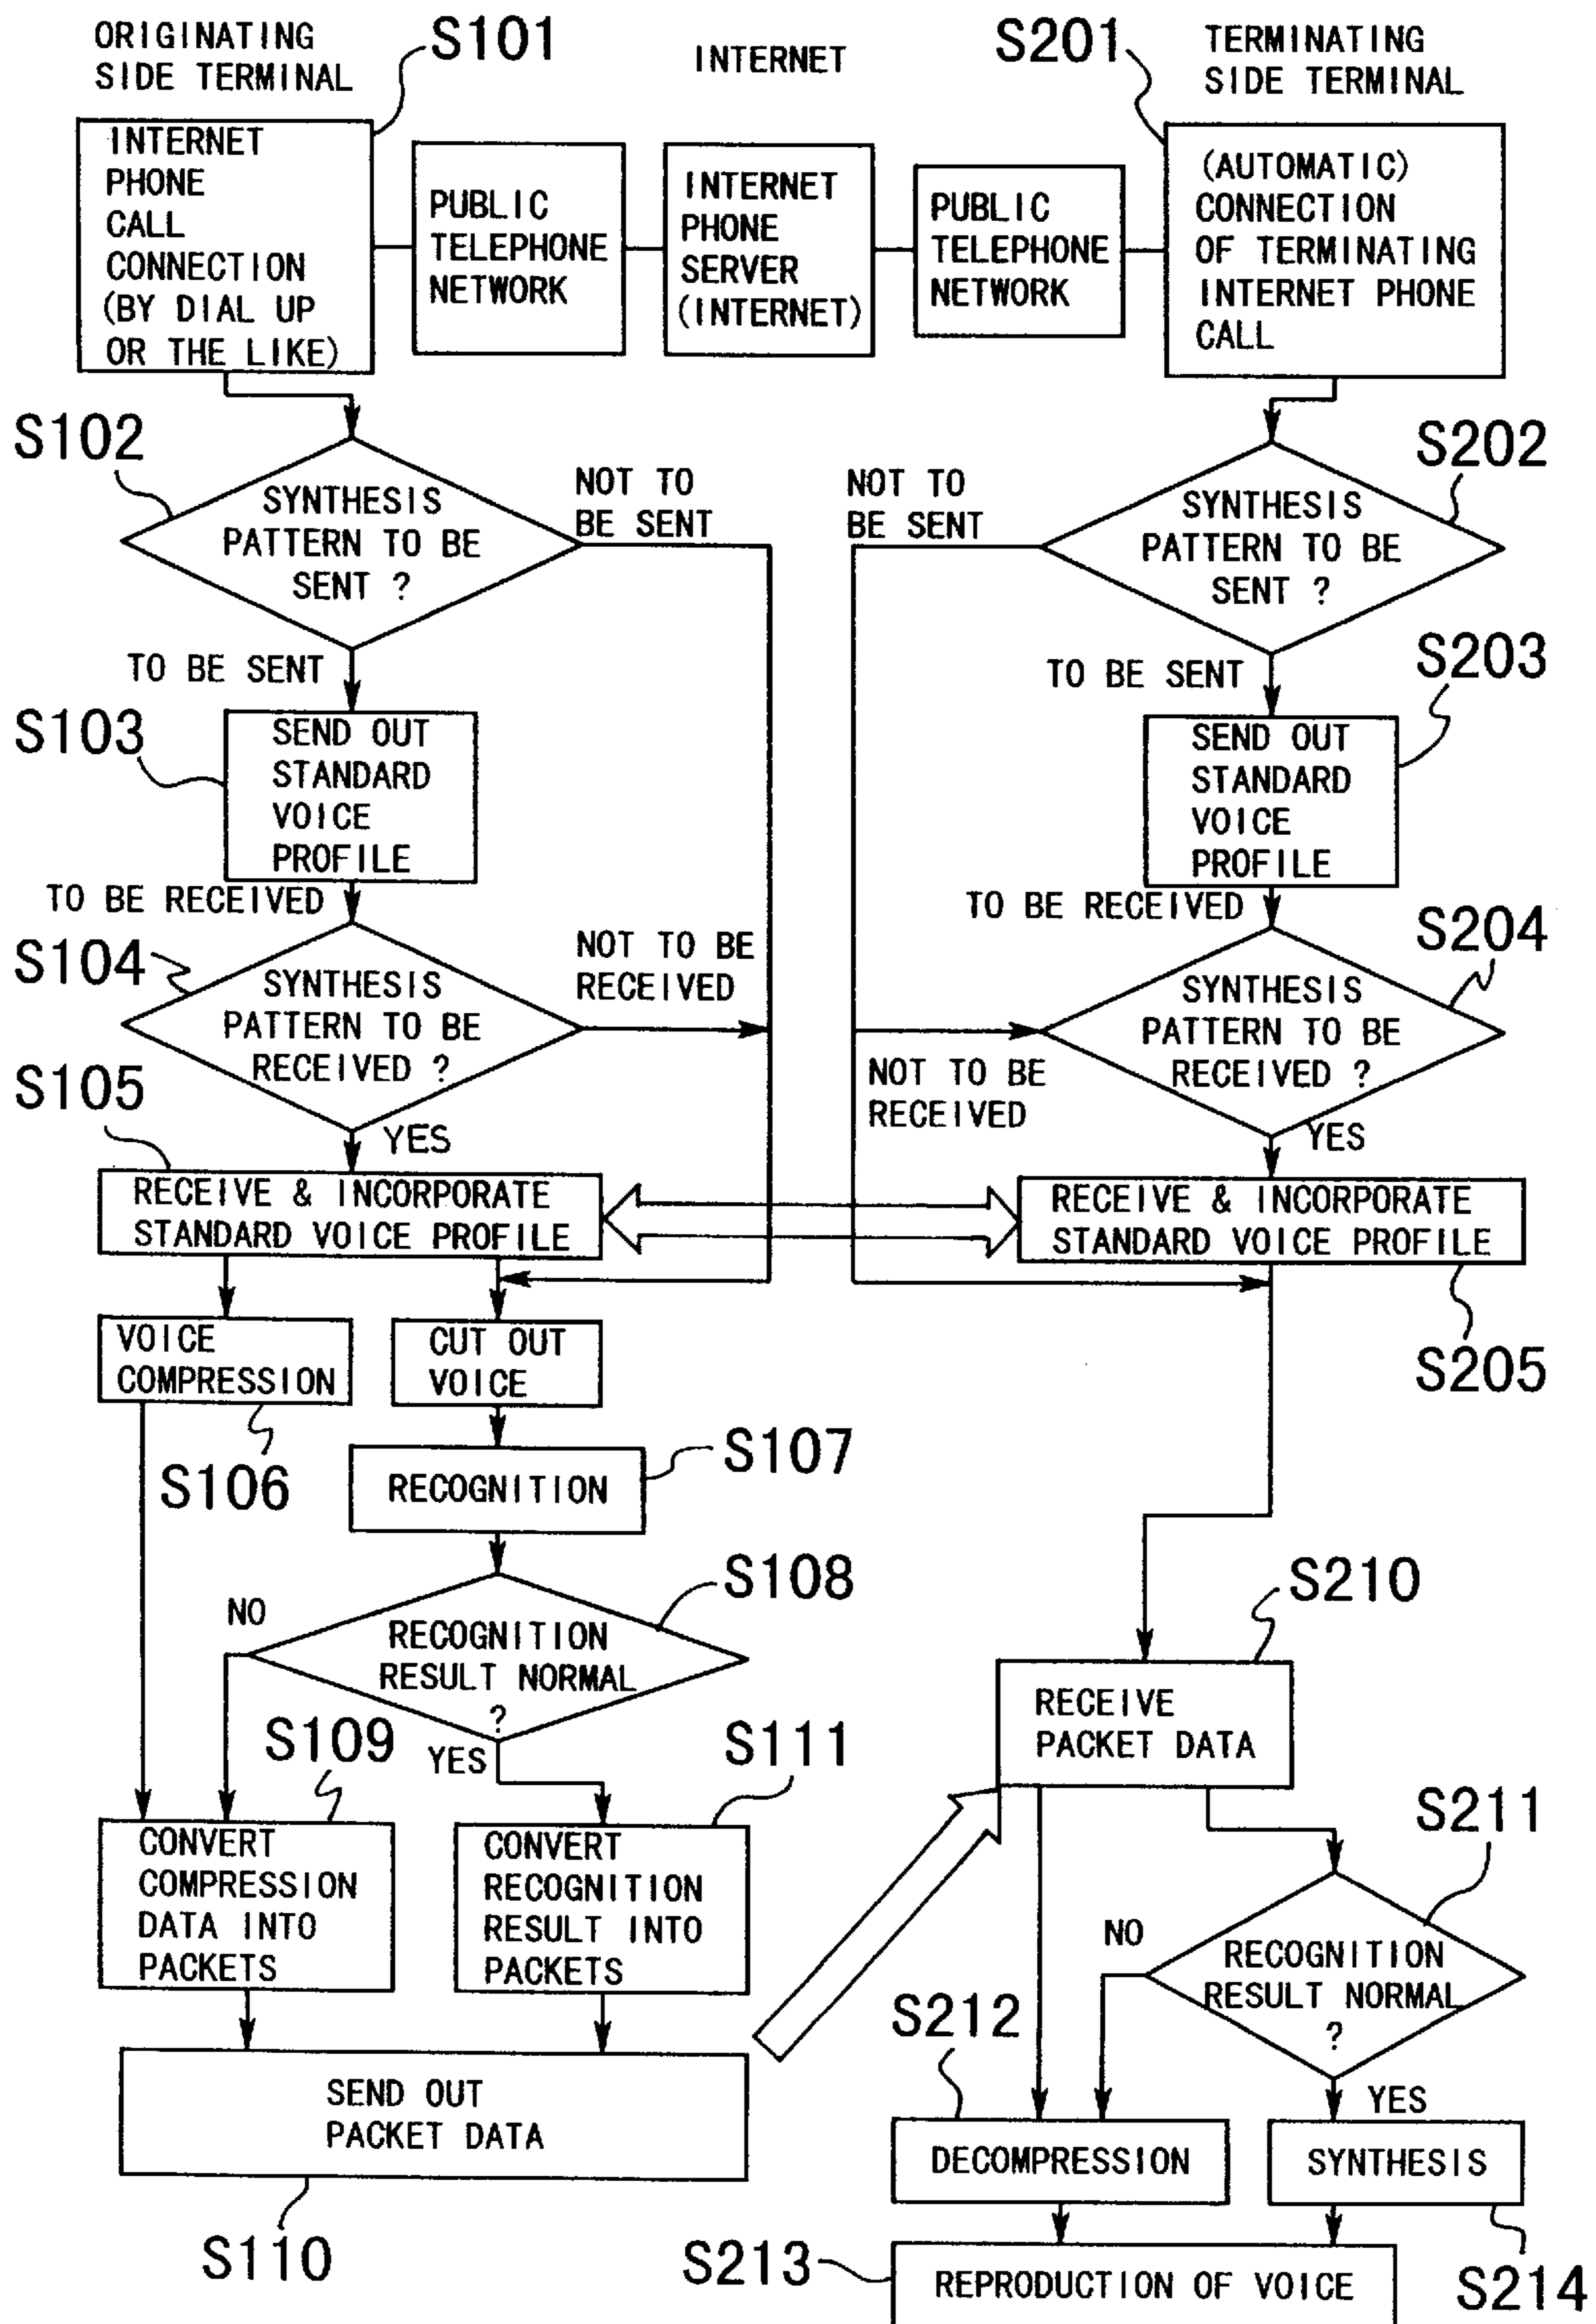 ORIGINATING
SIDE TERMINAL
S101
INTERNET
S201
TERMINATING
SIDE TERMINAL
INTERNET
PHONE
CALL
CONNECTION
(BY DIAL UP
OR THE LIKE)
PUBLIC
TELEPHONE
NETWORK
INTERNET
PHONE
SERVER
(INTERNET)
PUBLIC
TELEPHONE
NETWORK
(AUTOMATIC)
CONNECTION
OF TERMINATING
INTERNET PHONE
CALL
S102
SYNTHESIS
PATTERN TO BE
SENT ?
NOT TO
BE SENT
NOT TO
BE SENT
SYNTHESIS
PATTERN TO BE
SENT ?
S202
TO BE SENT
TO BE SENT
S103
SEND OUT
STANDARD
VOICE
PROFILE
SEND OUT
STANDARD
VOICE
PROFILE
S203
TO BE RECEIVED
TO BE RECEIVED
S104
SYNTHESIS
PATTERN TO BE
RECEIVED ?
NOT TO BE
RECEIVED
SYNTHESIS
PATTERN TO BE
RECEIVED ?
S204
NOT TO BE
RECEIVED
S105
YES
YES
RECEIVE & INCORPORATE
STANDARD VOICE PROFILE
RECEIVE & INCORPORATE
STANDARD VOICE PROFILE
S205
VOICE
COMPRESSION
S106
CUT OUT
VOICE
RECOGNITION
S107
NO
RECOGNITION
RESULT NORMAL
?
S108
YES
S109
CONVERT
COMPRESSION
DATA INTO
PACKETS
S111
CONVERT
RECOGNITION
RESULT INTO
PACKETS
SEND OUT
PACKET DATA
S110
S210
RECEIVE
PACKET DATA
S211
NO
RECOGNITION
RESULT NORMAL
?
YES
S212
DECOMPRESSION
SYNTHESIS
S213
REPRODUCTION OF VOICE
S214